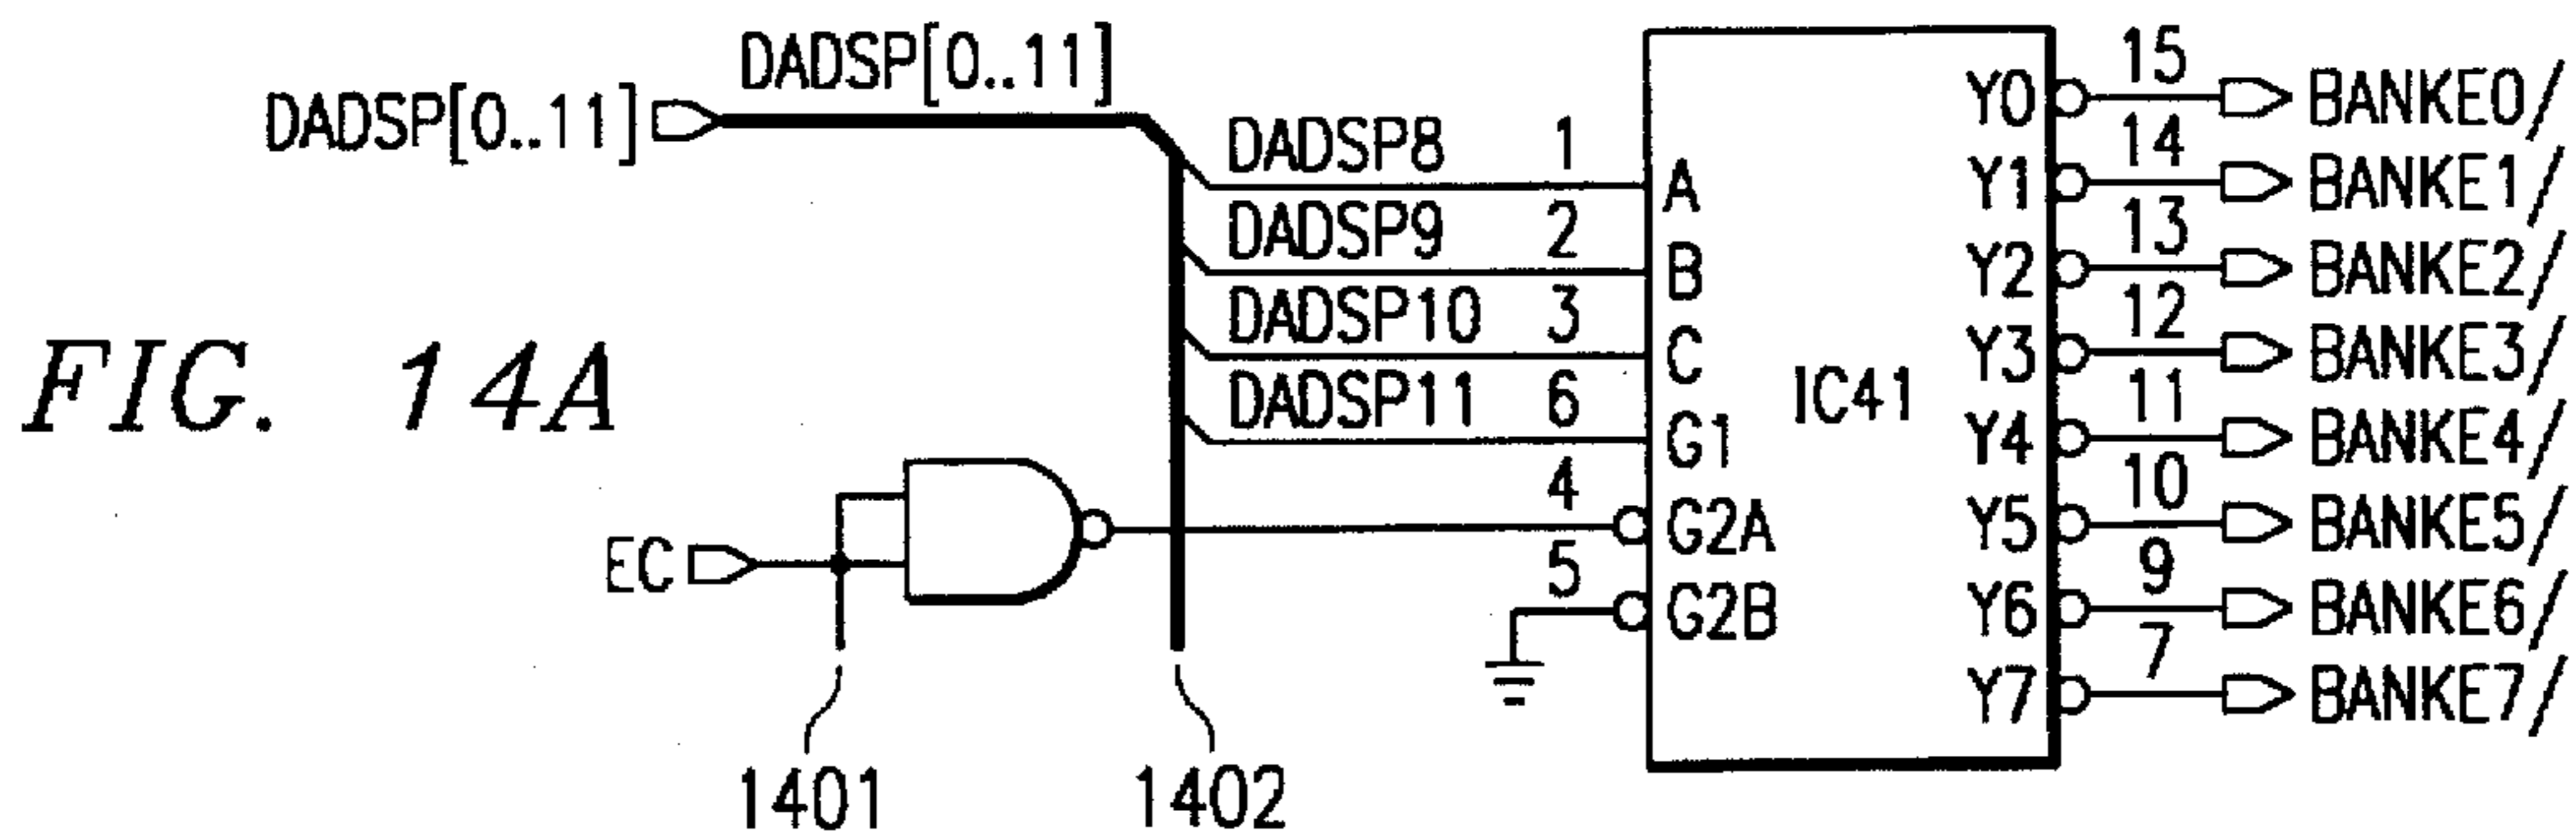 DADSP[0..11]
DADSP[0..11]
DADSP8 1 A
DADSP9 2 B
DADSP10 3 C
DADSP11 6 G1
4 G2A
5 G2B
EC
IC41
Y0 15 BANKE0/
Y1 14 BANKE1/
Y2 13 BANKE2/
Y3 12 BANKE3/
Y4 11 BANKE4/
Y5 10 BANKE5/
Y6 9 BANKE6/
Y7 7 BANKE7/
FIG. 14A
1401
1402